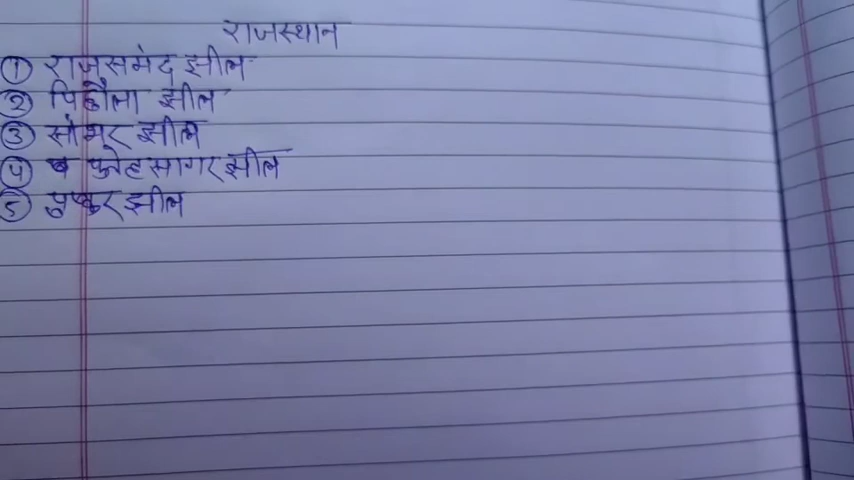 राजस्थान
① राजसमंद झील
② पिछौला झील
③ सांभर झील
④ फतेहसागर झील
⑤ पुष्कर झील